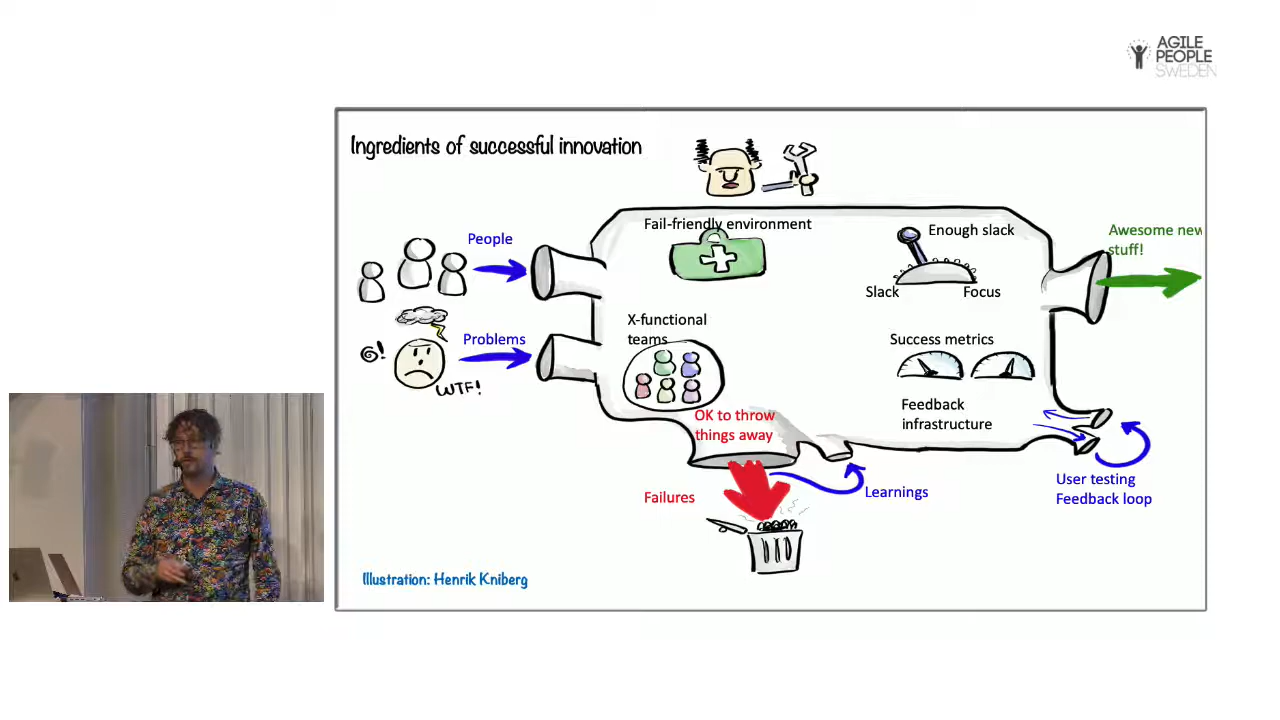 AGILE
PEOPLE
SWEDEN
Ingredients of successful innovation
People
Problems
6!
WTF!
Fail-friendly environment
Enough slack
Slack
Focus
Awesome new
stuff!
X-functional
teams
Success metrics
OK to throw
things away
Feedback
infrastructure
Failures
Learnings
User testing
Feedback loop
Illustration: Henrik Kniberg